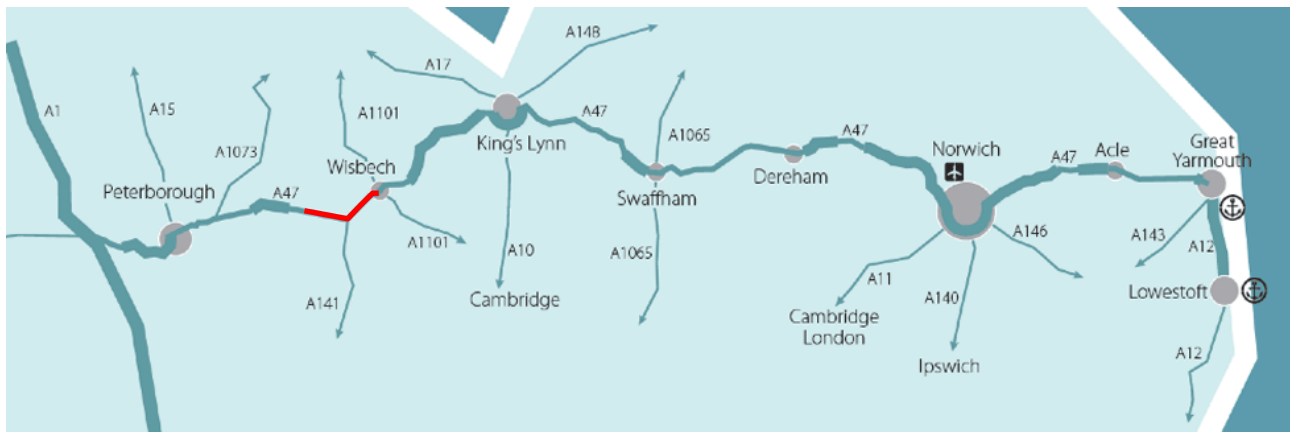 A148
A17
A1
A15
A1101
A47
A1065
A47
A1073
King's Lynn
Wisbech
Norwich
Great
Yarmouth
Acle
A47
Dereham
Peterborough
A47
Swaffham
A1101
A10
A1065
A146
A143
A12
A11
A141
Cambridge
A140
Lowestoft
Cambridge
London
Ipswich
A12